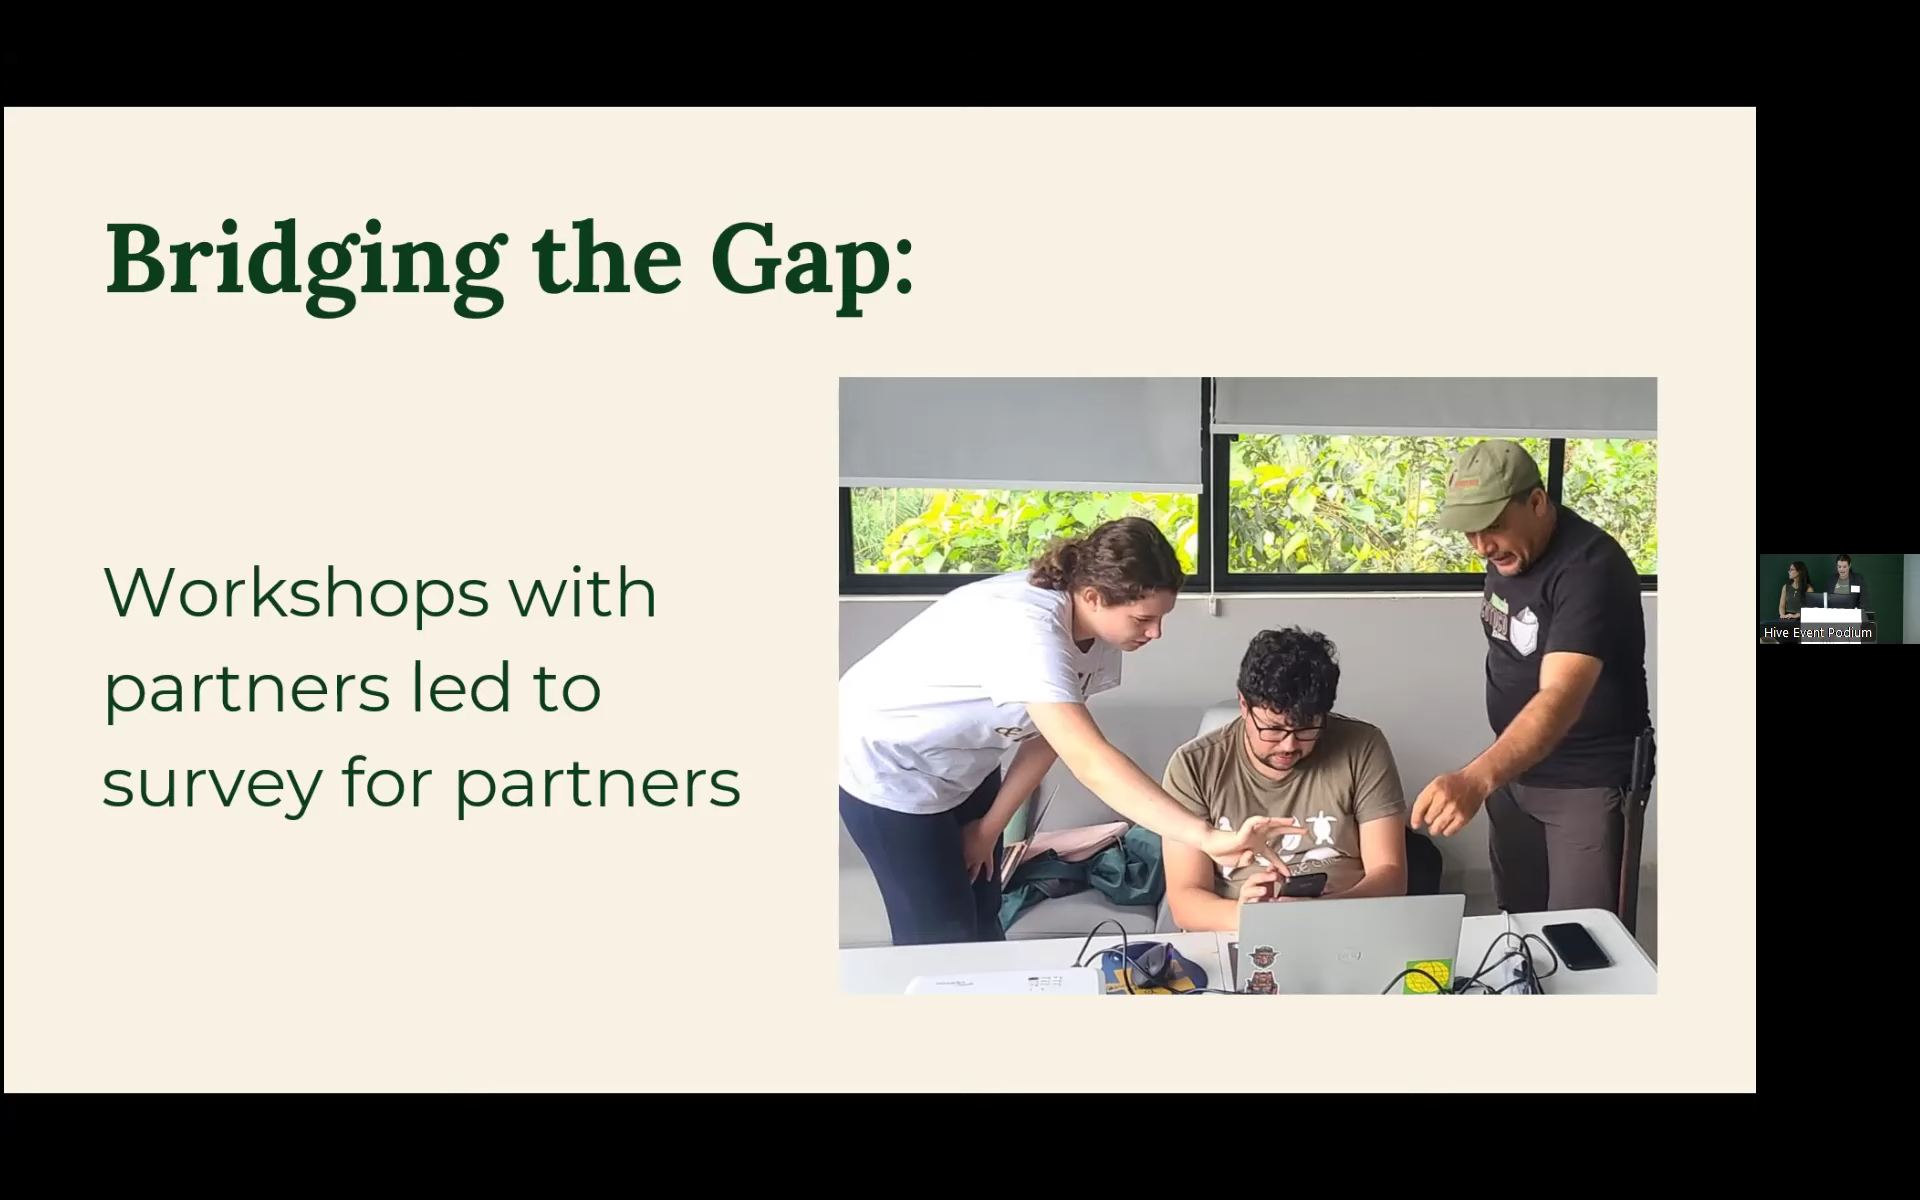 Bridging the Gap:
Workshops with
partners led to
survey for partners
Hive Event Podium